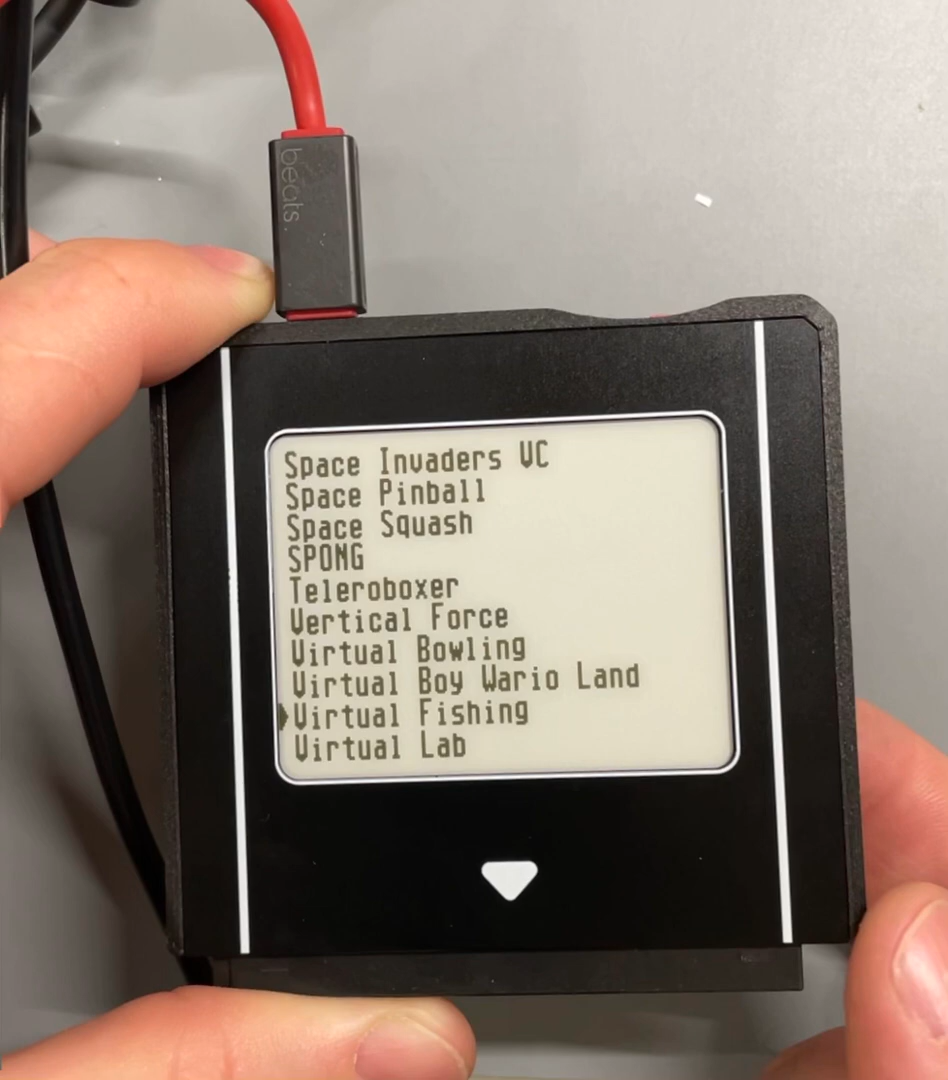 beats.
Space Invaders VC
Space Pinball
Space Squash
SPONG
Teleroboxer
Vertical Force
Virtual Bowling
Virtual Boy Wario Land
Virtual Fishing
Virtual Lab